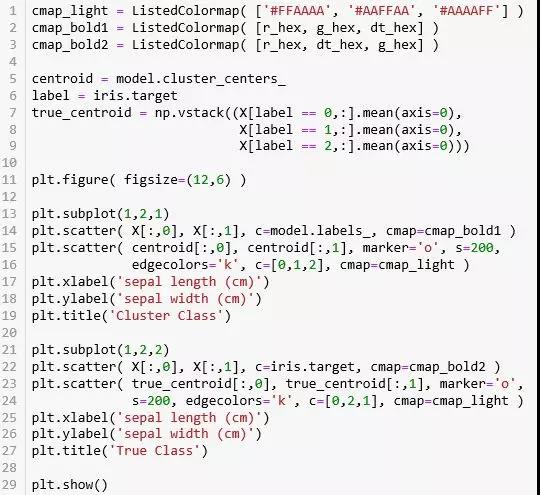 1 cmap_light = ListedColormap( ['#FFAAAA', '#AAFFAA', '#AAAAFF'] )
2 cmap_bold1 = ListedColormap( [r_hex, g_hex, dt_hex] )
3 cmap_bold2 = ListedColormap( [r_hex, dt_hex, g_hex] )
4
5 centroid = model.cluster_centers_
6 label = iris.target
7 true_centroid = np.vstack((X[label == 0,:].mean(axis=0),
8                            X[label == 1,:].mean(axis=0),
9                            X[label == 2,:].mean(axis=0)))
10
11 plt.figure( figsize=(12,6) )
12
13 plt.subplot(1,2,1)
14 plt.scatter( X[:,0], X[:,1], c=model.labels_, cmap=cmap_bold1 )
15 plt.scatter( centroid[:,0], centroid[:,1], marker='o', s=200,
16              edgecolors='k', c=[0,1,2], cmap=cmap_light )
17 plt.xlabel('sepal length (cm)')
18 plt.ylabel('sepal width (cm)')
19 plt.title('Cluster Class')
20
21 plt.subplot(1,2,2)
22 plt.scatter( X[:,0], X[:,1], c=iris.target, cmap=cmap_bold2 )
23 plt.scatter( true_centroid[:,0], true_centroid[:,1], marker='o',
24              s=200, edgecolors='k', c=[0,2,1], cmap=cmap_light )
25 plt.xlabel('sepal length (cm)')
26 plt.ylabel('sepal width (cm)')
27 plt.title('True Class')
28
29 plt.show()